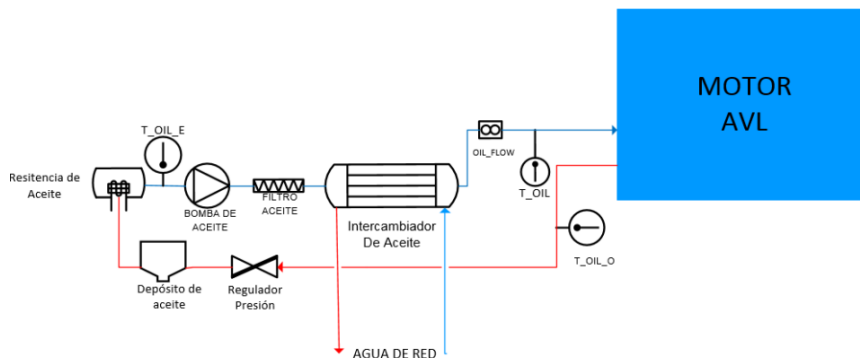 MOTOR
AVL
T_OIL_E
OIL_FLOW
T_OIL
Resitencia de
Aceite
BOMBA DE
ACEITE
FILTRO
ACEITE
Intercambiador
De Aceite
T_OIL_O
Depósito de
aceite
Regulador
Presión
AGUA DE RED